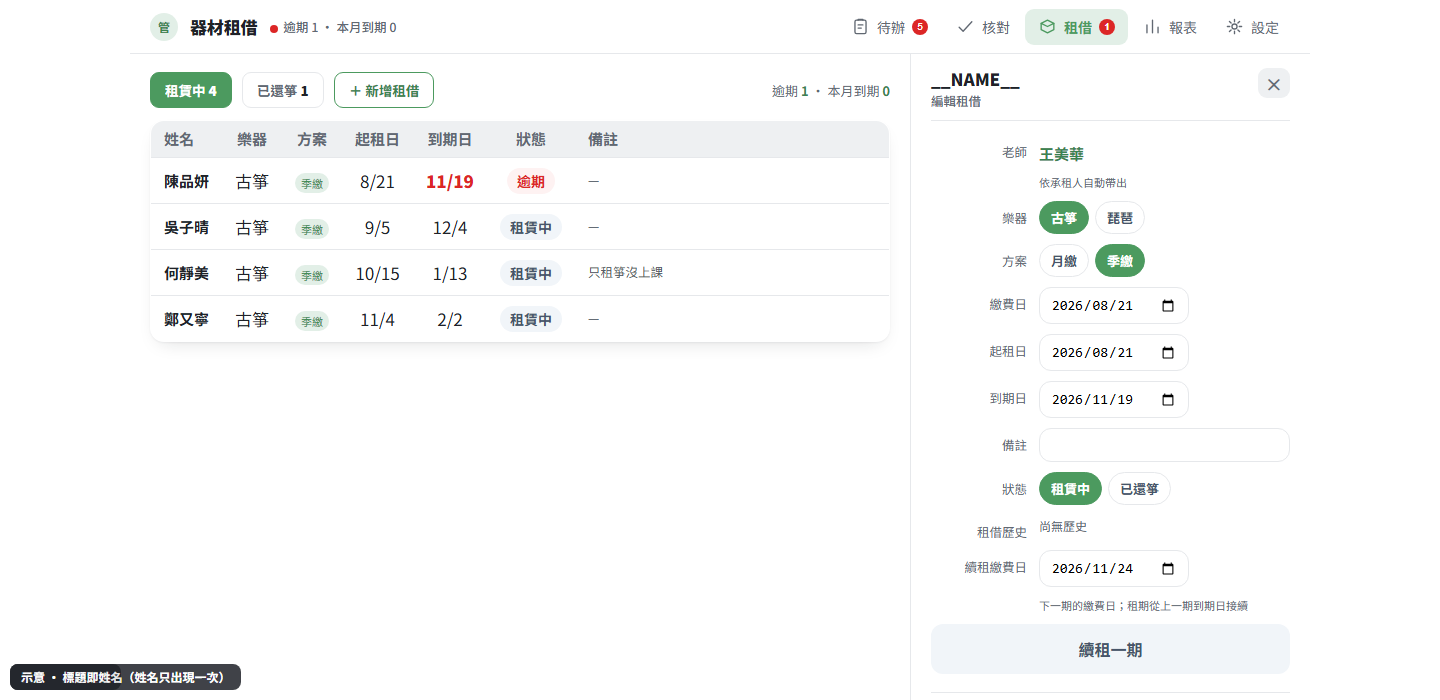 管 器材租借 逾期 1 · 本月到期 0 待辦 5 核對 租借 1 報表 設定
租賃中 4 已還箏 1 ＋ 新增租借 逾期 1 · 本月到期 0
姓名 樂器 方案 起租日 到期日 狀態 備註
陳品妍 古箏 季繳 8/21 11/19 逾期 —
吳子晴 古箏 季繳 9/5 12/4 租賃中 —
何靜美 古箏 季繳 10/15 1/13 租賃中 只租箏沒上課
鄭又寧 古箏 季繳 11/4 2/2 租賃中 —
__NAME__
編輯租借
老師 王美華
依承租人自動帶出
樂器 古箏 琵琶
方案 月繳 季繳
繳費日 2026/08/21
起租日 2026/08/21
到期日 2026/11/19
備註
狀態 租賃中 已還箏
租借歷史 尚無歷史
續租繳費日 2026/11/24
下一期的繳費日；租期從上一期到期日接續
續租一期
示意 · 標題即姓名（姓名只出現一次）